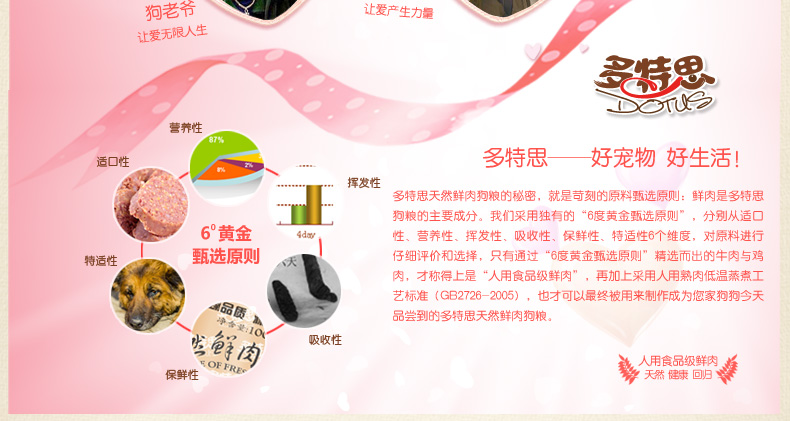 狗老爷
让爱无限人生
让爱产生力量
多特思
DOTUS
多特思——好宠物 好生活！
多特思天然鲜肉狗粮的秘密，就是苛刻的原料甄选原则：鲜肉是多特思
狗粮的主要成分。我们采用独有的“6度黄金甄选原则”，分别从适口
性、营养性、挥发性、吸收性、保鲜性、特适性6个维度，对原料进行
仔细评价和选择，只有通过“6度黄金甄选原则”精选而出的牛肉与鸡
肉，才称得上是“人用食品级鲜肉”，再加上采用人用熟肉低温蒸煮工
艺标准（GB2726-2005），也才可以最终被用来制作成为您家狗狗今天
品尝到的多特思天然鲜肉狗粮。
人用食品级鲜肉
天然 健康 回归
营养性
87%
2%
8%
适口性
挥发性
4day
6°黄金
甄选原则
特适性
吸收性
品质
净含量:100
然鲜肉
E OF FRES
保鲜性